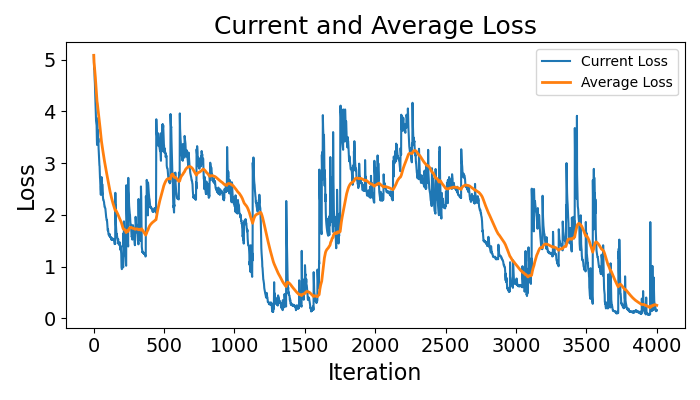 Current and Average Loss
Current Loss
Average Loss
Loss
5
4
3
2
1
0
0 500 1000 1500 2000 2500 3000 3500 4000
Iteration